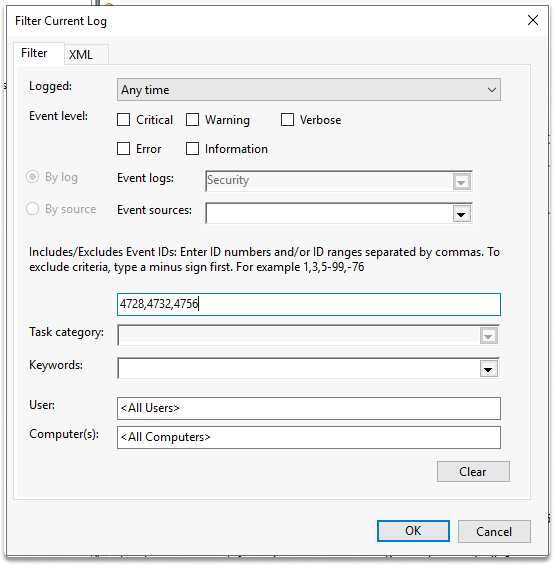 Filter Current Log
Filter XML
Logged: Any time
Event level: Critical Warning Verbose
Error Information
By log Event logs: Security
By source Event sources:
Includes/Excludes Event IDs: Enter ID numbers and/or ID ranges separated by commas. To
exclude criteria, type a minus sign first. For example 1,3,5-99,-76
4728,4732,4756
Task category:
Keywords:
User: <All Users>
Computer(s): <All Computers>
Clear
OK Cancel